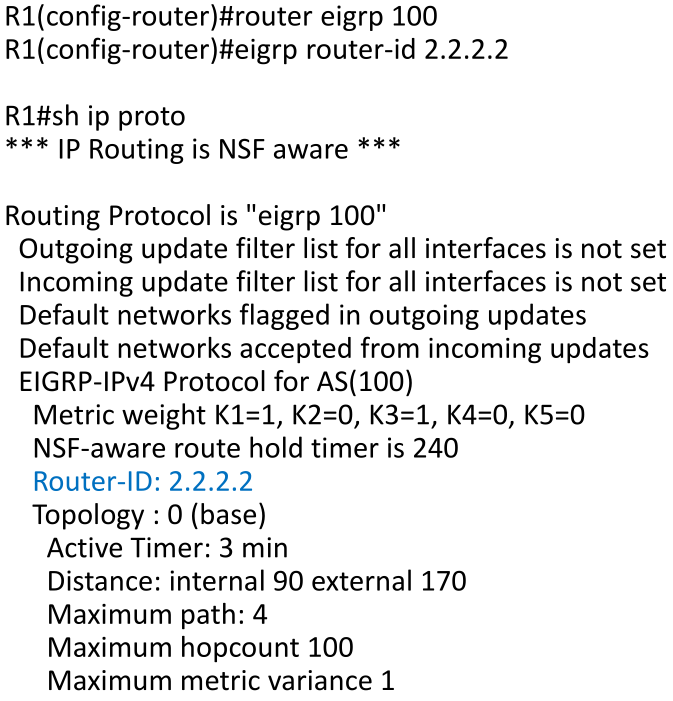 R1(config-router)#router eigrp 100
R1(config-router)#eigrp router-id 2.2.2.2
R1#sh ip proto
*** IP Routing is NSF aware ***
Routing Protocol is "eigrp 100"
Outgoing update filter list for all interfaces is not set
Incoming update filter list for all interfaces is not set
Default networks flagged in outgoing updates
Default networks accepted from incoming updates
EIGRP-IPv4 Protocol for AS(100)
Metric weight K1=1, K2=0, K3=1, K4=0, K5=0
NSF-aware route hold timer is 240
Router-ID: 2.2.2.2
Topology : 0 (base)
Active Timer: 3 min
Distance: internal 90 external 170
Maximum path: 4
Maximum hopcount 100
Maximum metric variance 1